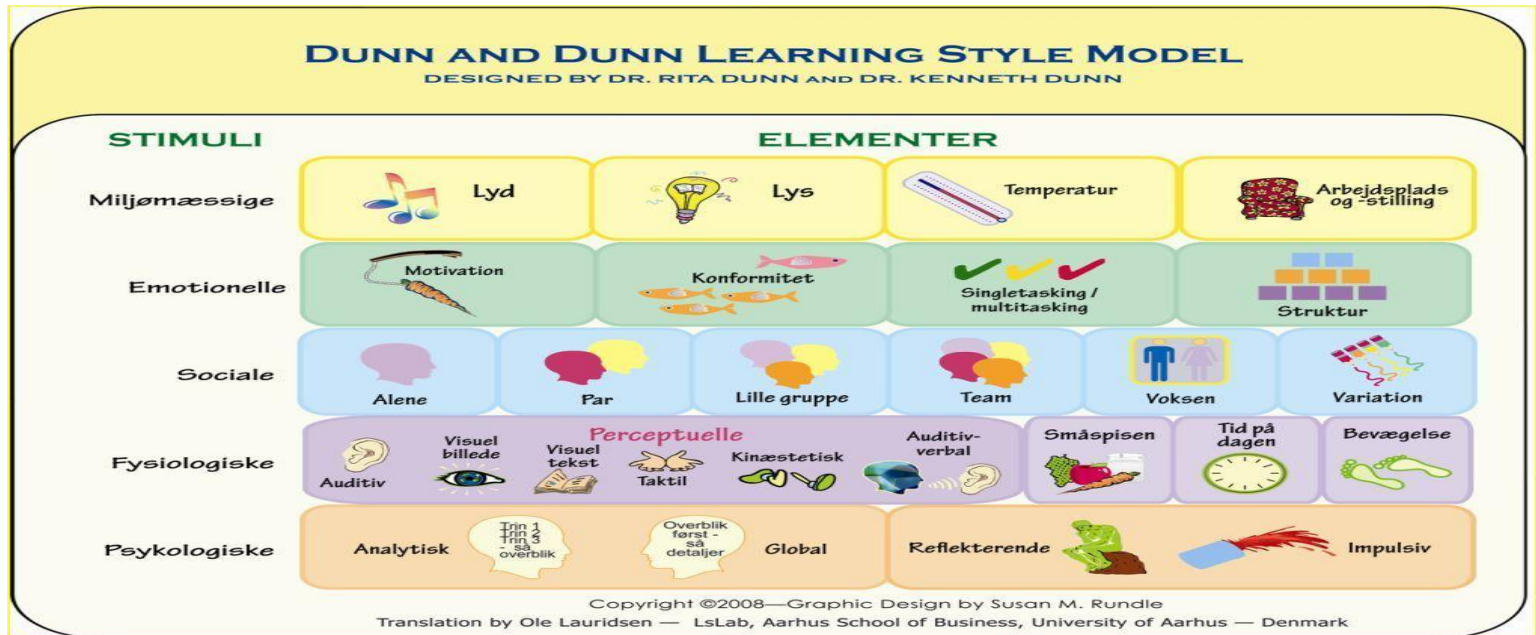 DUNN AND DUNN LEARNING STYLE MODEL
DESIGNED BY DR. RITA DUNN AND DR. KENNETH DUNN
STIMULI
ELEMENTER
Miljømæssige
Lyd
Lys
Temperatur
Arbejdsplads
og -stilling
Emotionelle
Motivation
Konformitet
Singletasking /
multitasking
Struktur
Sociale
Alene
Par
Lille gruppe
Team
Voksen
Variation
Fysiologiske
Perceptuelle
Auditiv
Visuel
billede
Visuel
tekst
Taktil
Kinæstetisk
Auditiv-
verbal
Småspisen
Tid på
dagen
Bevægelse
Psykologiske
Analytisk
Trin 1
Trin 2
Trin 3
- så
overblik
Overblik
først -
så
detaljer
Global
Reflekterende
Impulsiv
Copyright ©2008—Graphic Design by Susan M. Rundle
Translation by Ole Lauridsen — LsLab, Aarhus School of Business, University of Aarhus — Denmark